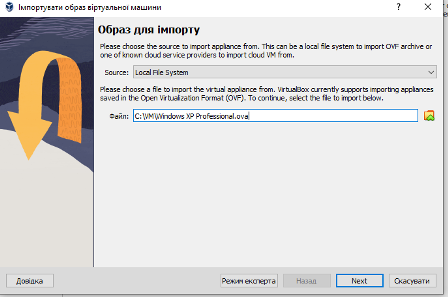 Імпортувати образ віртуальної машини
Образ для імпорту
Please choose the source to import appliance from. This can be a local file system to import OVF archive or
one of known cloud service providers to import cloud VM from.
Source: Local File System
Please choose a file to import the virtual appliance from. VirtualBox currently supports importing appliances
saved in the Open Virtualization Format (OVF). To continue, select the file to import below.
Файл: C:\VM\Windows XP Professional.ova
Довідка
Режим експерта
Назад
Next
Скасувати